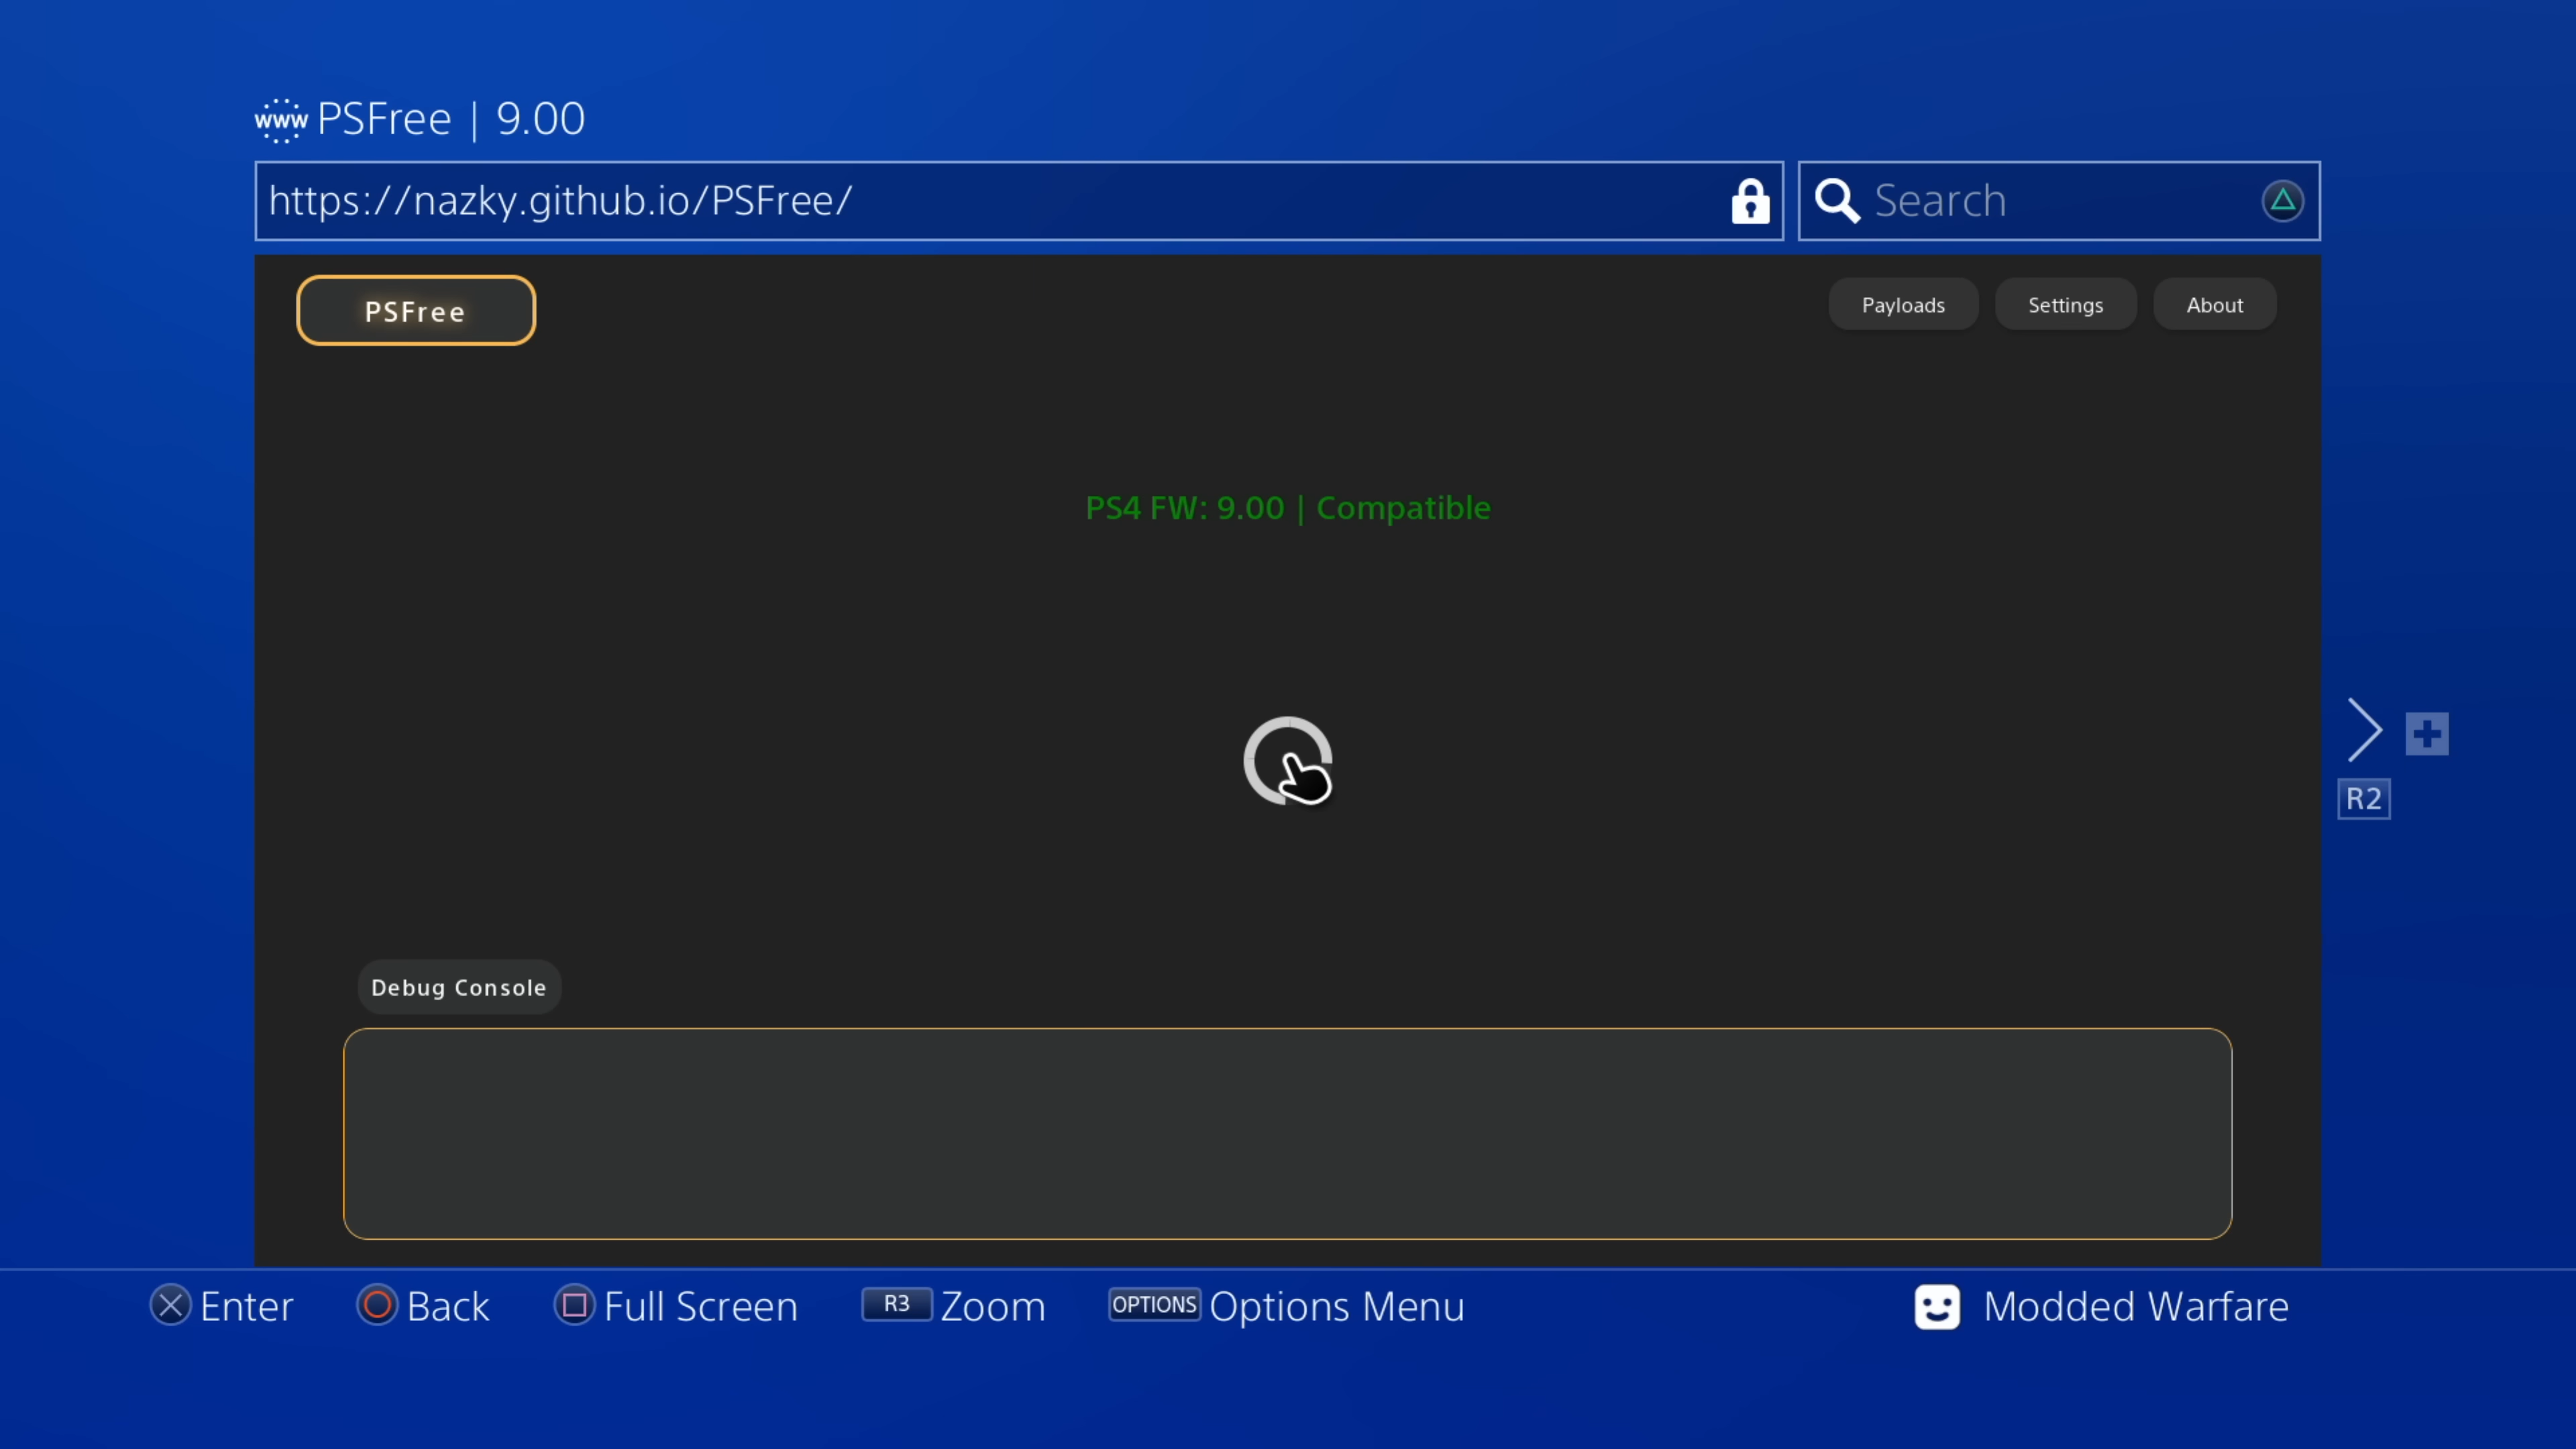 www PSFree | 9.00
https://nazky.github.io/PSFree/
Search
PSFree
Payloads
Settings
About
PS4 FW: 9.00 | Compatible
R2
Debug Console
Enter
Back
Full Screen
R3 Zoom
OPTIONS Options Menu
Modded Warfare